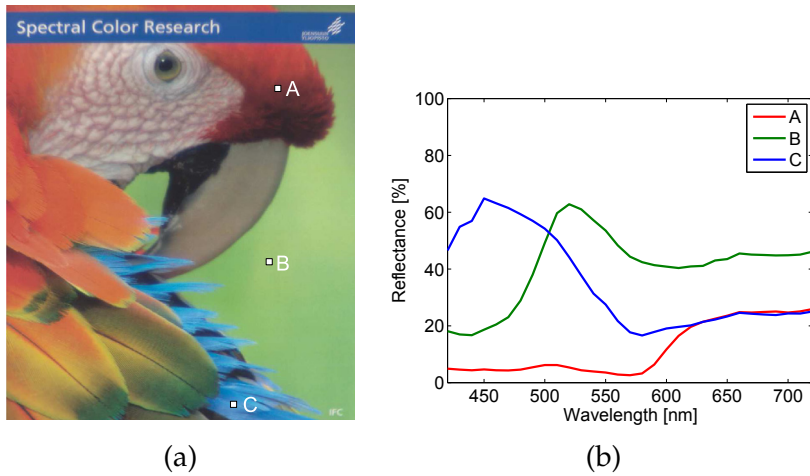 Spectral Color Research
A
B
C
IFC
(a)
100
80
60
40
20
0
Reflectance [%]
450 500 550 600 650 700
Wavelength [nm]
A
B
C
(b)